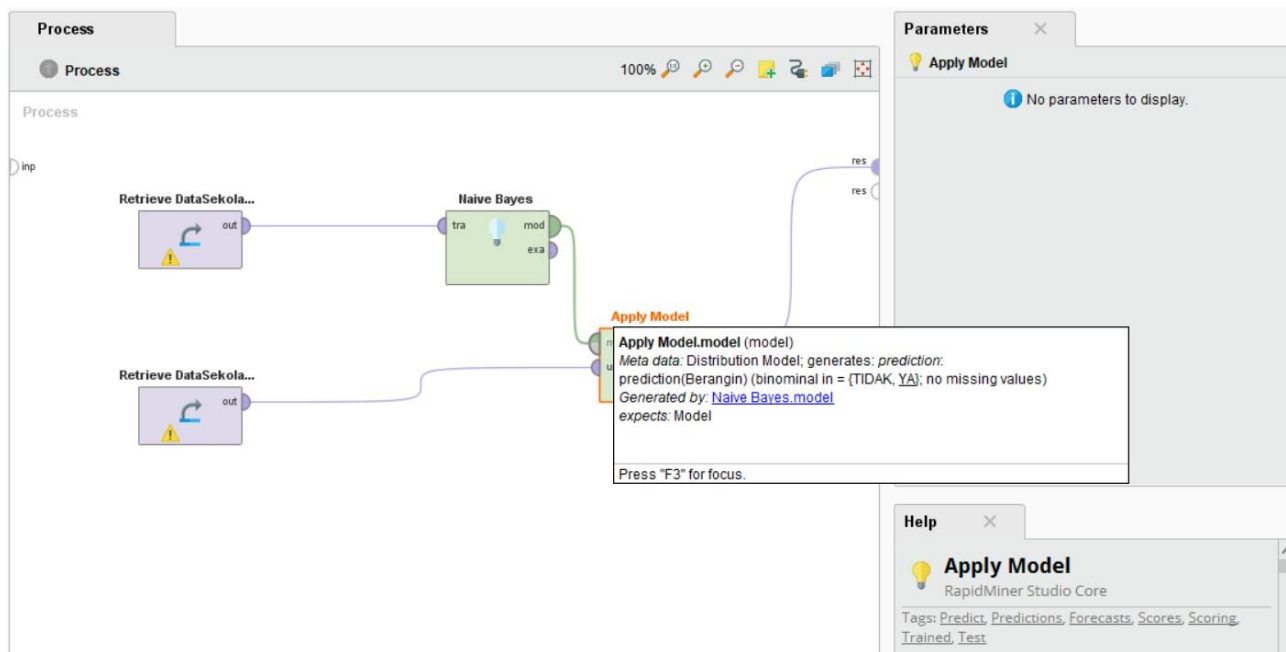 Process
Process
100%
Process
inp
res
res
Retrieve DataSekola...
out
Naive Bayes
tra
mod
exa
Retrieve DataSekola...
out
Apply Model
m
u
Apply Model.model (model)
Meta data: Distribution Model; generates: prediction:
prediction(Berangin) (binominal in = {TIDAK, YA}; no missing values)
Generated by: Naive Bayes.model
expects: Model
Press "F3" for focus.
Parameters
Apply Model
No parameters to display.
Help
Apply Model
RapidMiner Studio Core
Tags: Predict, Predictions, Forecasts, Scores, Scoring,
Trained, Test